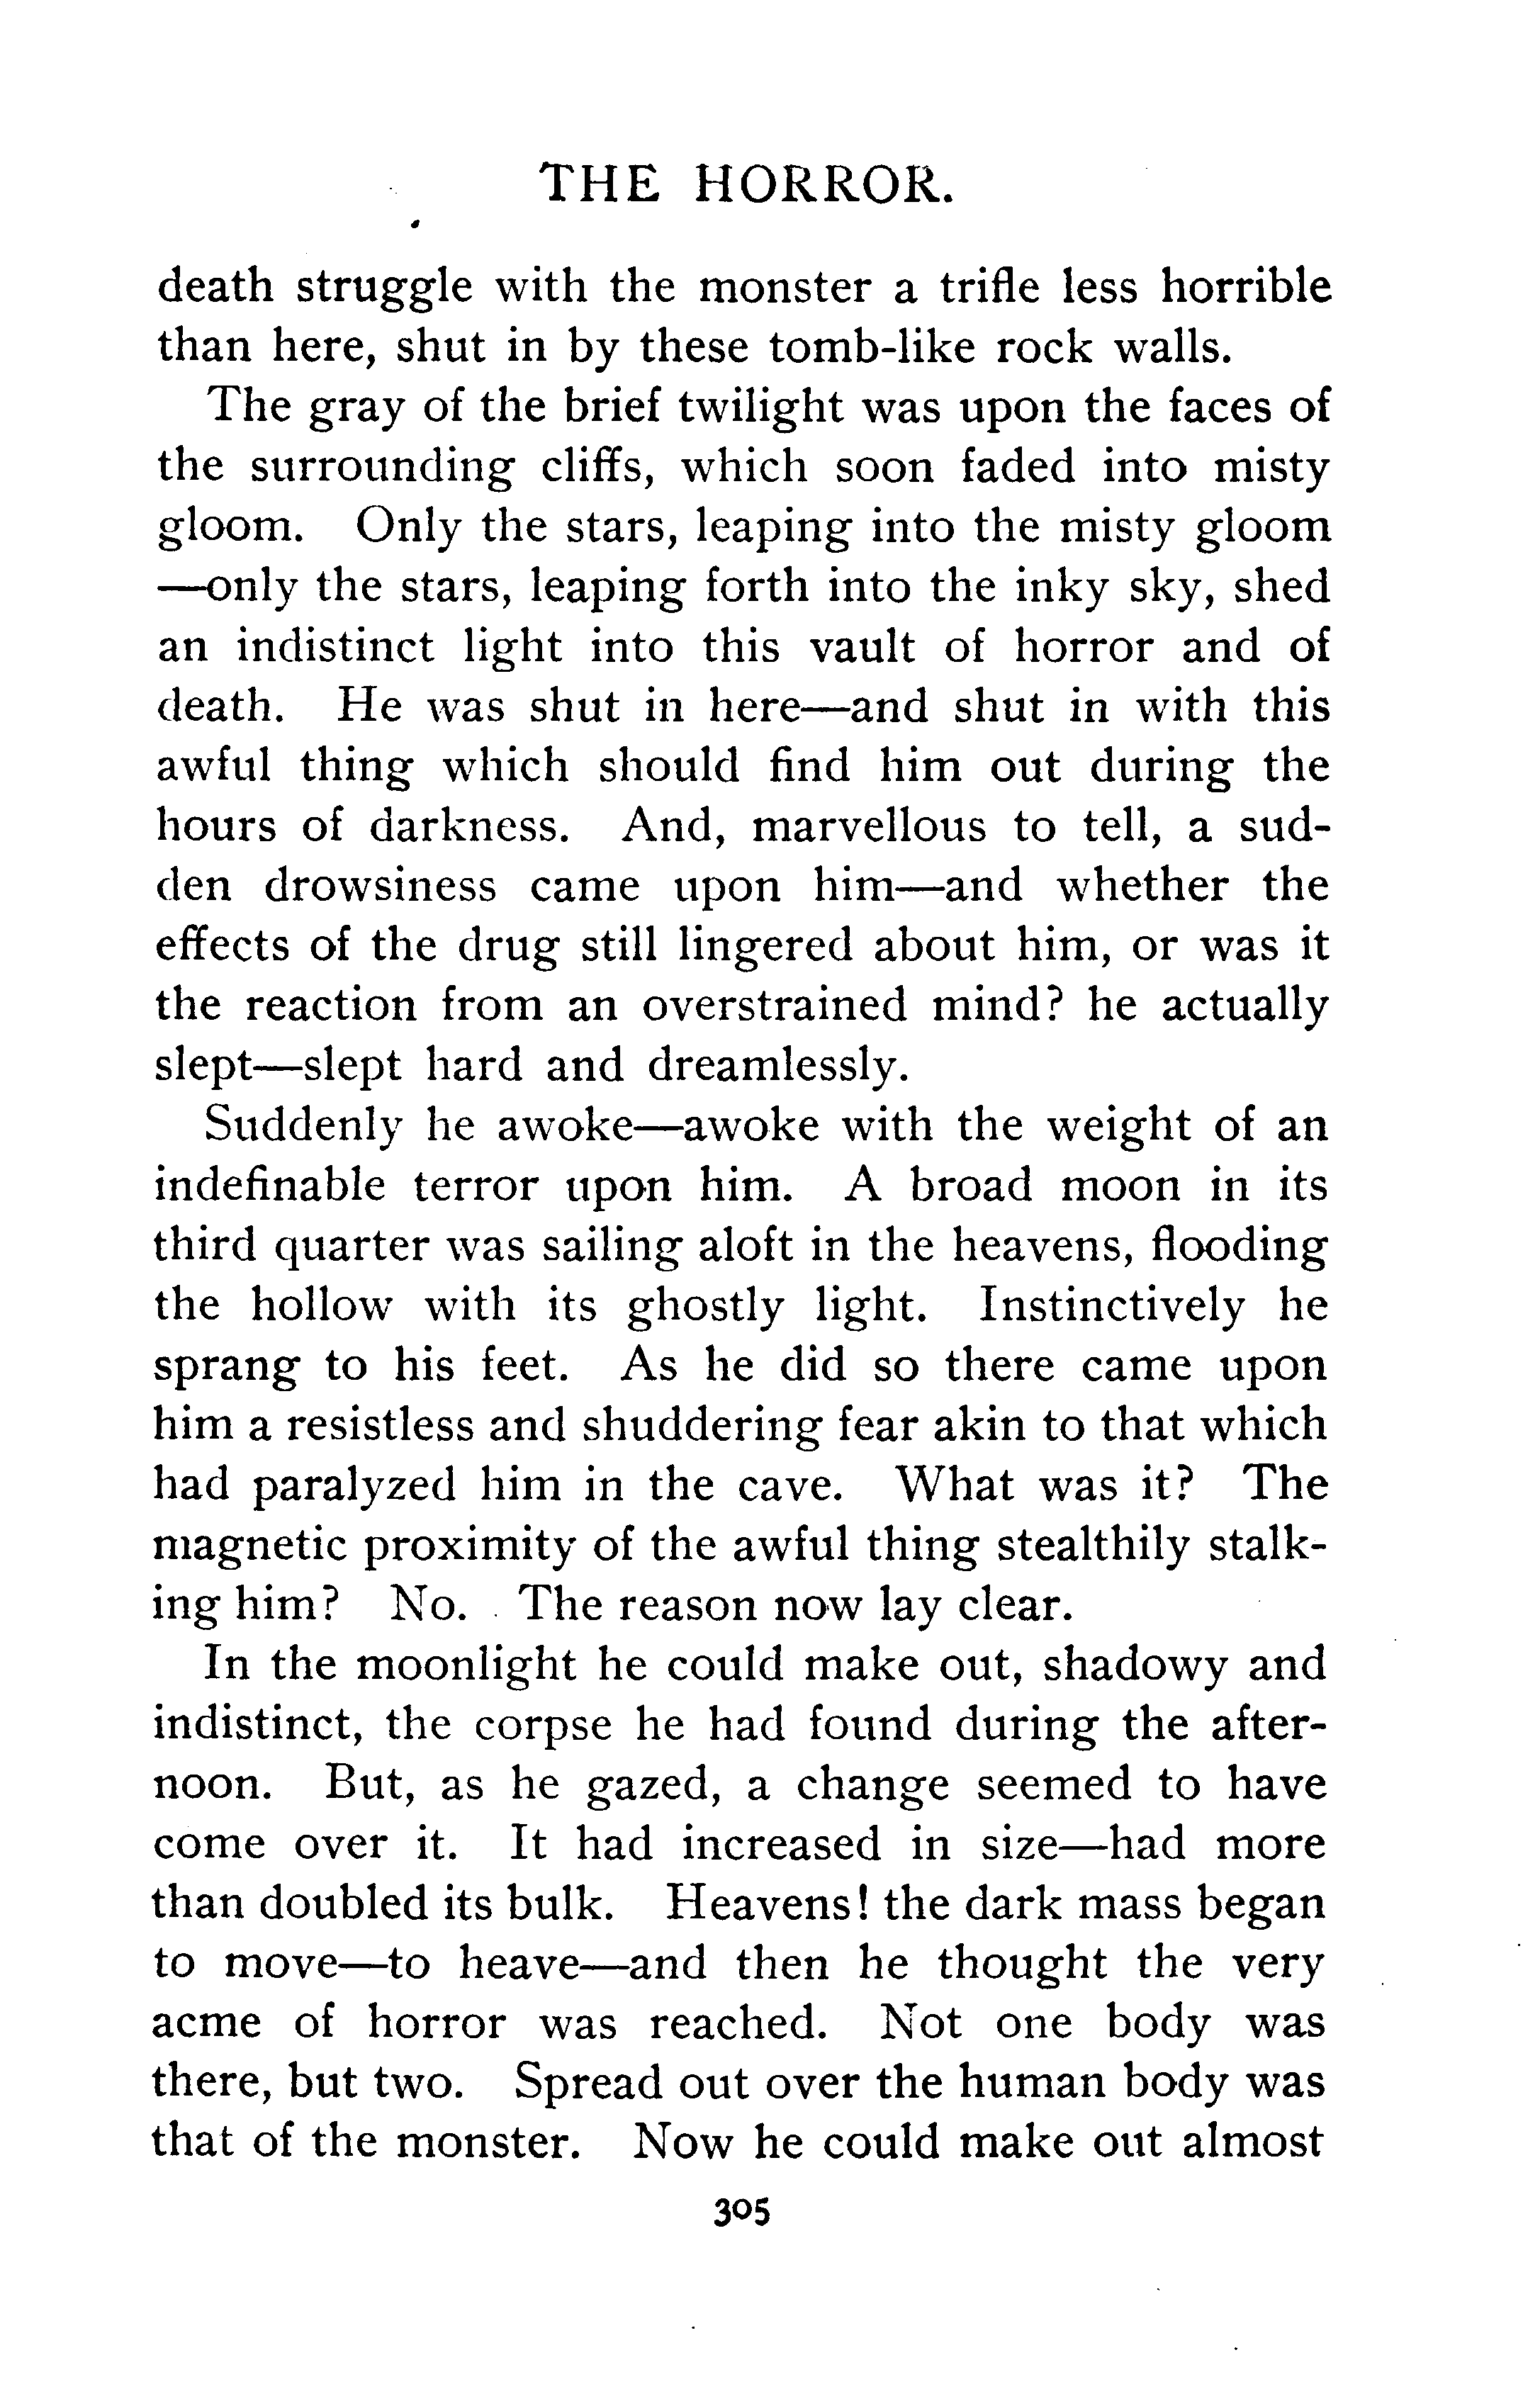 THE HORROR.
death struggle with the monster a trifle less horrible
than here, shut in by these tomb-like rock walls.
The gray of the brief twilight was upon the faces of
the surrounding cliffs, which soon faded into misty
gloom. Only the stars, leaping into the misty gloom
—only the stars, leaping forth into the inky sky, shed
an indistinct light into this vault of horror and of
death. He was shut in here—and shut in with this
awful thing which should find him out during the
hours of darkness. And, marvellous to tell, a sud-
den drowsiness came upon him—and whether the
effects of the drug still lingered about him, or was it
the reaction from an overstrained mind? he actually
slept—slept hard and dreamlessly.
Suddenly he awoke—awoke with the weight of an
indefinable terror upon him. A broad moon in its
third quarter was sailing aloft in the heavens, flooding
the hollow with its ghostly light. Instinctively he
sprang to his feet. As he did so there came upon
him a resistless and shuddering fear akin to that which
had paralyzed him in the cave. What was it? The
magnetic proximity of the awful thing stealthily stalk-
ing him? No. The reason now lay clear.
In the moonlight he could make out, shadowy and
indistinct, the corpse he had found during the after-
noon. But, as he gazed, a change seemed to have
come over it. It had increased in size—had more
than doubled its bulk. Heavens! the dark mass began
to move—to heave—and then he thought the very
acme of horror was reached. Not one body was
there, but two. Spread out over the human body was
that of the monster. Now he could make out almost
305